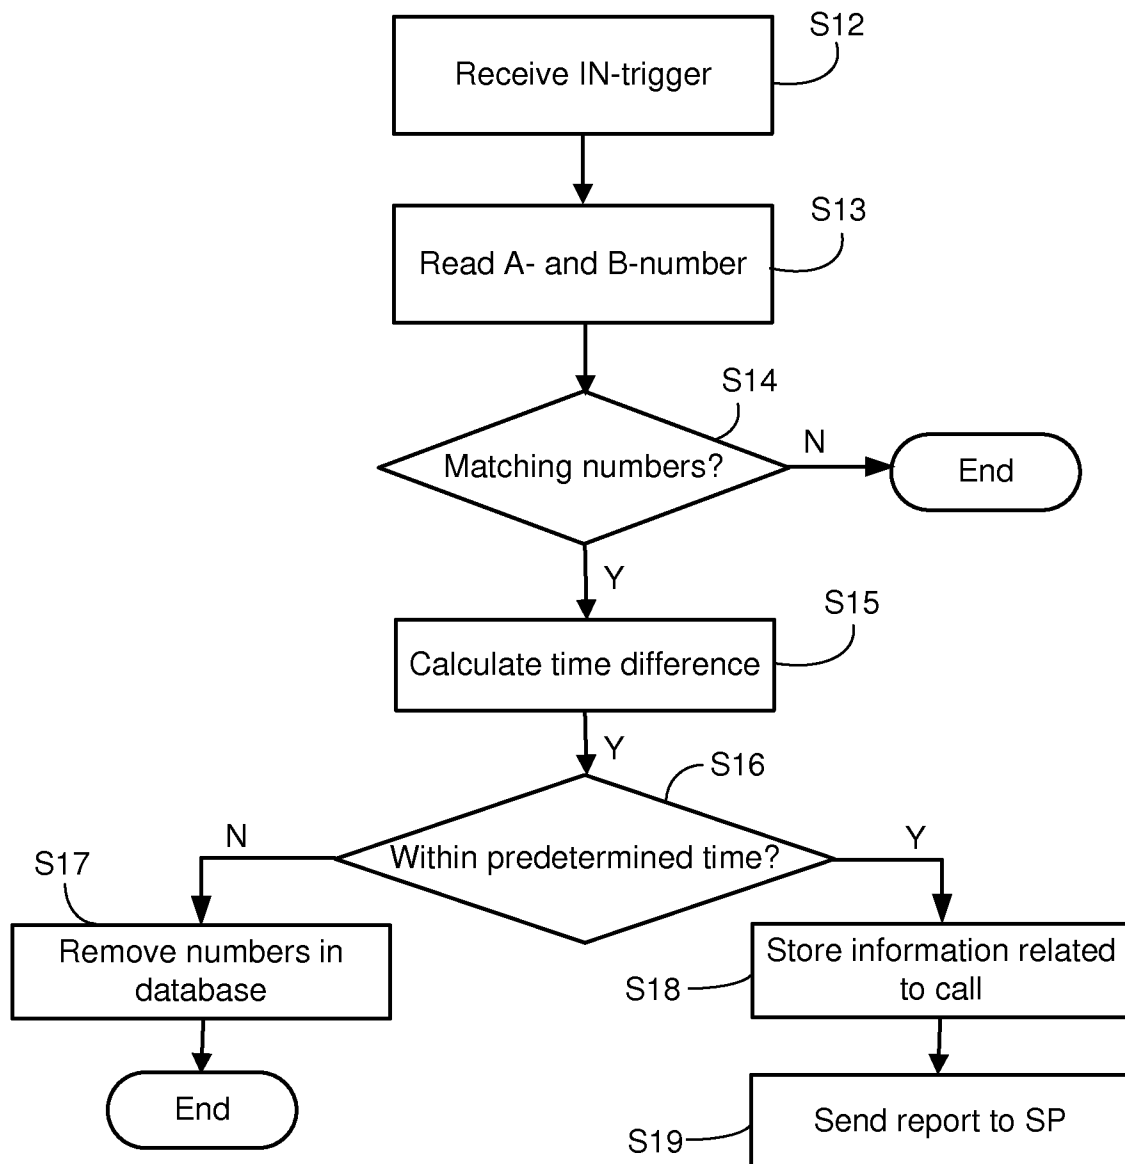 S12
Receive IN-trigger
S13
Read A- and B-number
S14
Matching numbers?
N
End
Y
S15
Calculate time difference
Y
S16
Within predetermined time?
N
Y
S17
Remove numbers in
database
End
Store information related
to call
S18
Send report to SP
S19